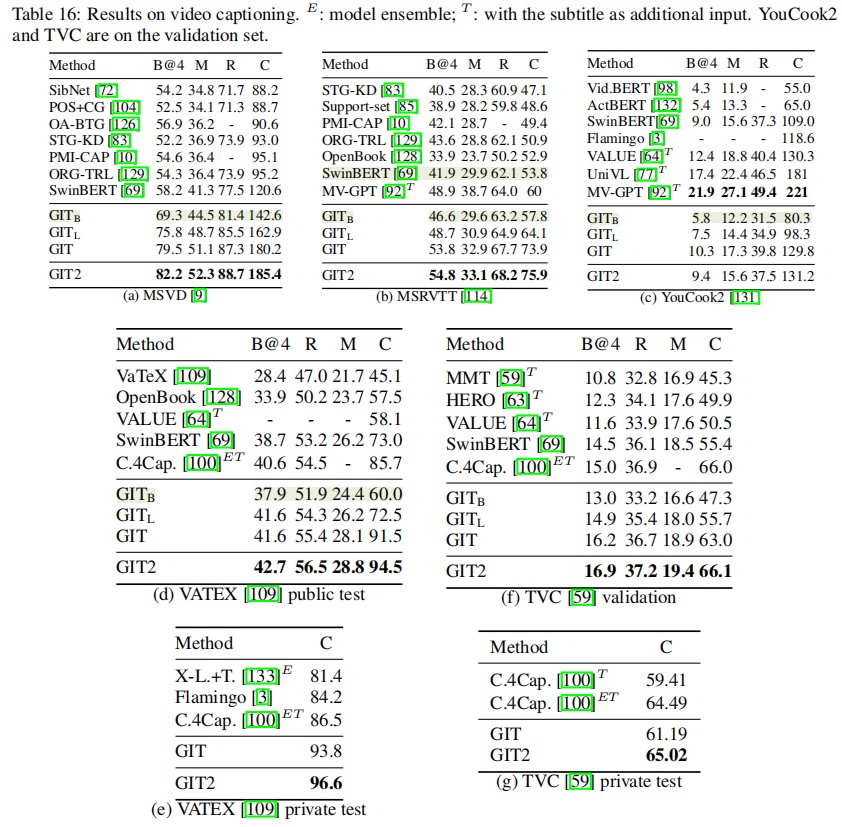 Table 16: Results on video captioning. E: model ensemble; T: with the subtitle as additional input. YouCook2
and TVC are on the validation set.
Method B@4 M R C
SibNet [72] 54.2 34.8 71.7 88.2
POS+CG [104] 52.5 34.1 71.3 88.7
OA-BTG [126] 56.9 36.2 - 90.6
STG-KD [83] 52.2 36.9 73.9 93.0
PMI-CAP [10] 54.6 36.4 - 95.1
ORG-TRL [129] 54.3 36.4 73.9 95.2
SwinBERT [69] 58.2 41.3 77.5 120.6
GITB 69.3 44.5 81.4 142.6
GITL 75.8 48.7 85.5 162.9
GIT 79.5 51.1 87.3 180.2
GIT2 82.2 52.3 88.7 185.4
(a) MSVD [9]
Method B@4 M R C
STG-KD [83] 40.5 28.3 60.9 47.1
Support-set [85] 38.9 28.2 59.8 48.6
PMI-CAP [10] 42.1 28.7 - 49.4
ORG-TRL [129] 43.6 28.8 62.1 50.9
OpenBook [128] 33.9 23.7 50.2 52.9
SwinBERT [69] 41.9 29.9 62.1 53.8
MV-GPT [92]T 48.9 38.7 64.0 60
GITB 46.6 29.6 63.2 57.8
GITL 48.7 30.9 64.9 64.1
GIT 53.8 32.9 67.7 73.9
GIT2 54.8 33.1 68.2 75.9
(b) MSRVTT [114]
Method B@4 M R C
Vid.BERT [98] 4.3 11.9 - 55.0
ActBERT [132] 5.4 13.3 - 65.0
SwinBERT[69] 9.0 15.6 37.3 109.0
Flamingo [3] - - - 118.6
VALUE [64]T 12.4 18.8 40.4 130.3
UniVL [77]T 17.4 22.4 46.5 181
MV-GPT [92]T 21.9 27.1 49.4 221
GITB 5.8 12.2 31.5 80.3
GITL 7.5 14.4 34.9 98.3
GIT 10.3 17.3 39.8 129.8
GIT2 9.4 15.6 37.5 131.2
(c) YouCook2 [131]
Method B@4 R M C
VaTeX [109] 28.4 47.0 21.7 45.1
OpenBook [128] 33.9 50.2 23.7 57.5
VALUE [64]T - - - 58.1
SwinBERT [69] 38.7 53.2 26.2 73.0
C.4Cap. [100]ET 40.6 54.5 - 85.7
GITB 37.9 51.9 24.4 60.0
GITL 41.6 54.3 26.2 72.5
GIT 41.6 55.4 28.1 91.5
GIT2 42.7 56.5 28.8 94.5
(d) VATEX [109] public test
Method B@4 R M C
MMT [59]T 10.8 32.8 16.9 45.3
HERO [63]T 12.3 34.1 17.6 49.9
VALUE [64]T 11.6 33.9 17.6 50.5
SwinBERT [69] 14.5 36.1 18.5 55.4
C.4Cap. [100]ET 15.0 36.9 - 66.0
GITB 13.0 33.2 16.6 47.3
GITL 14.9 35.4 18.0 55.7
GIT 16.2 36.7 18.9 63.0
GIT2 16.9 37.2 19.4 66.1
(f) TVC [59] validation
Method C
X-L.+T. [133]E 81.4
Flamingo [3] 84.2
C.4Cap. [100]ET 86.5
GIT 93.8
GIT2 96.6
(e) VATEX [109] private test
Method C
C.4Cap. [100]T 59.41
C.4Cap. [100]ET 64.49
GIT 61.19
GIT2 65.02
(g) TVC [59] private test